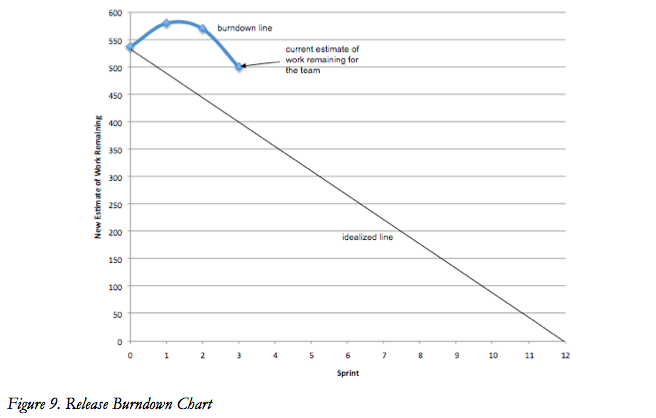 600
burndown line
550
current estimate of
work remaining for
the team
500
450
400
350
300
250
200
150
100
50
0
New Estimate of Work Remaining
idealized line
0 1 2 3 4 5 6 7 8 9 10 11 12
Sprint
Figure 9. Release Burndown Chart